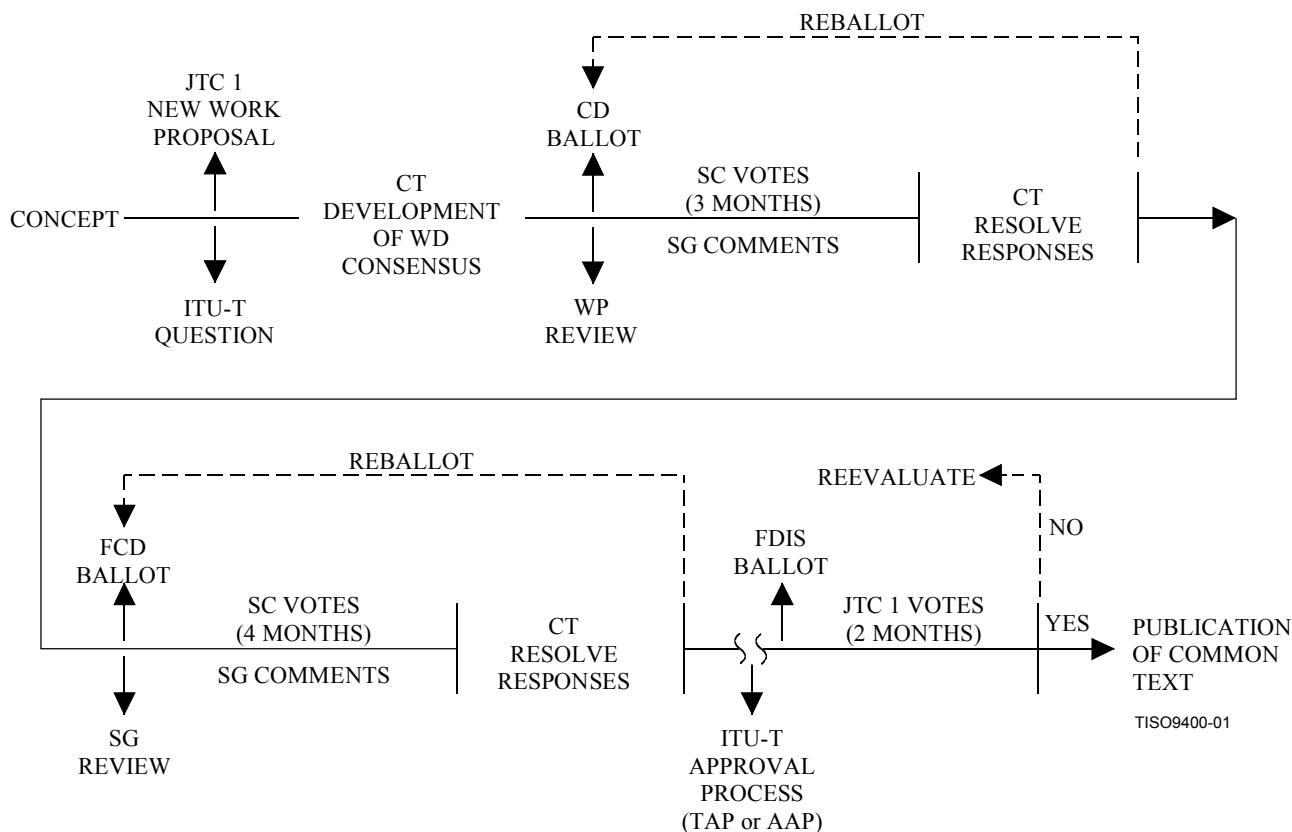 REBALLOT
JTC 1
NEW WORK
PROPOSAL
CD
BALLOT
CONCEPT
CT
DEVELOPMENT
OF WD
CONSENSUS
SC VOTES
(3 MONTHS)
SG COMMENTS
CT
RESOLVE
RESPONSES
ITU-T
QUESTION
WP
REVIEW
REBALLOT
REEVALUATE
NO
FCD
BALLOT
FDIS
BALLOT
SC VOTES
(4 MONTHS)
SG COMMENTS
CT
RESOLVE
RESPONSES
JTC 1 VOTES
(2 MONTHS)
YES
PUBLICATION
OF COMMON
TEXT
TISO9400-01
SG
REVIEW
ITU-T
APPROVAL
PROCESS
(TAP or AAP)